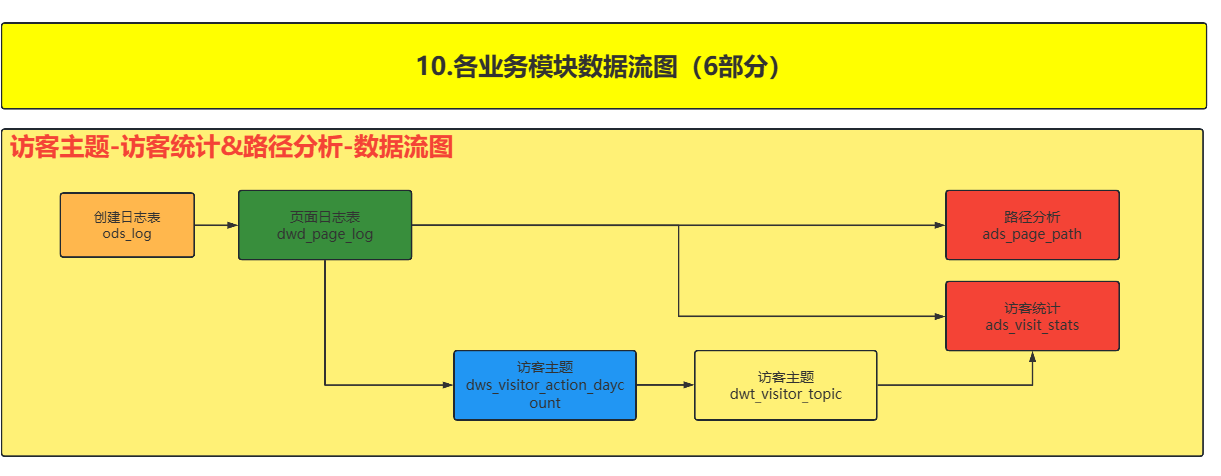 10.各业务模块数据流图（6部分）
访客主题-访客统计&路径分析-数据流图
创建日志表
ods_log
页面日志表
dwd_page_log
路径分析
ads_page_path
访客统计
ads_visit_stats
访客主题
dws_visitor_action_dayc
ount
访客主题
dwt_visitor_topic